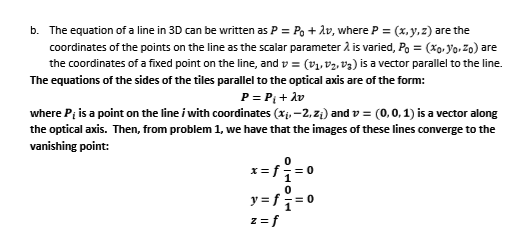 b. The equation of a line in 3D can be written as P = P₀ + λv, where P = (x, y, z) are the
coordinates of the points on the line as the scalar parameter λ is varied, P₀ = (x₀, y₀, z₀) are
the coordinates of a fixed point on the line, and v = (v₁, v₂, v₃) is a vector parallel to the line.
The equations of the sides of the tiles parallel to the optical axis are of the form:
P = Pᵢ + λv
where Pᵢ is a point on the line i with coordinates (xᵢ, −2, zᵢ) and v = (0, 0, 1) is a vector along
the optical axis. Then, from problem 1, we have that the images of these lines converge to the
vanishing point:
x = f 0/1 = 0
y = f 0/1 = 0
z = f